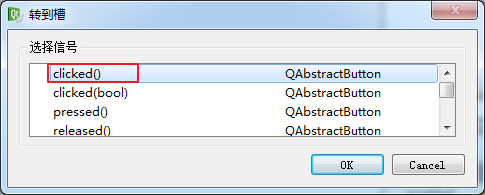 转到槽
选择信号
clicked() QAbstractButton
clicked(bool) QAbstractButton
pressed() QAbstractButton
released() QAbstractButton
OK Cancel